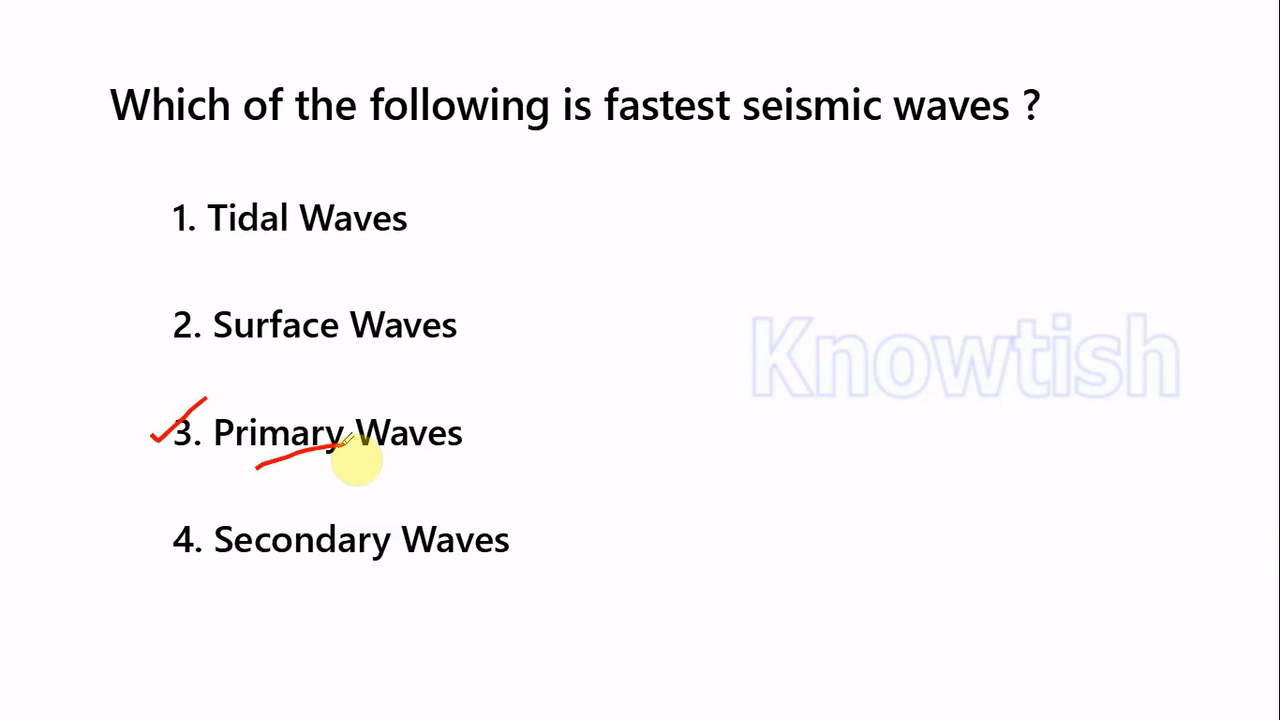 Which of the following is fastest seismic waves ?
1. Tidal Waves
2. Surface Waves
Knowtish
3. Primary Waves
4. Secondary Waves